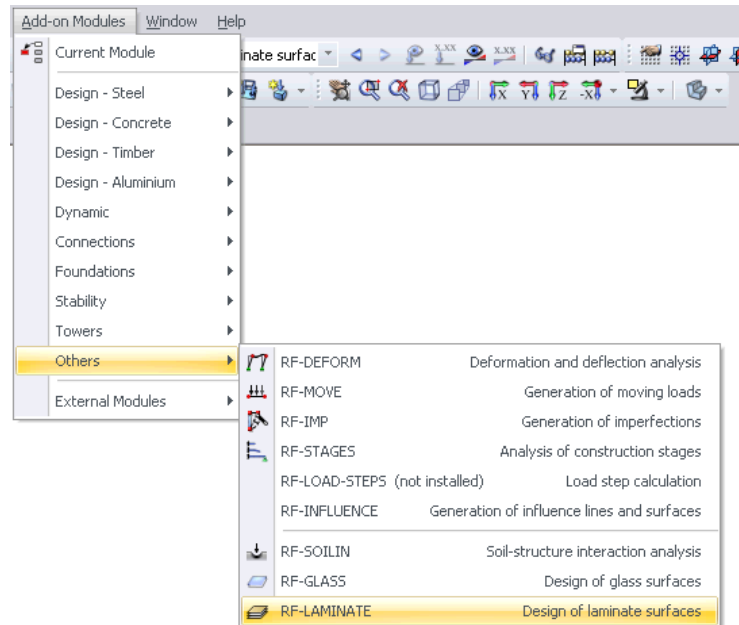 Add-on Modules Window Help
Current Module
inate surfac
x.xx x.xx
Design - Steel
X Y Z -X
Design - Concrete
Design - Timber
Design - Aluminium
Dynamic
Connections
Foundations
Stability
Towers
Others
External Modules
RF-DEFORM Deformation and deflection analysis
RF-MOVE Generation of moving loads
RF-IMP Generation of imperfections
RF-STAGES Analysis of construction stages
RF-LOAD-STEPS (not installed) Load step calculation
RF-INFLUENCE Generation of influence lines and surfaces
RF-SOILIN Soil-structure interaction analysis
RF-GLASS Design of glass surfaces
RF-LAMINATE Design of laminate surfaces